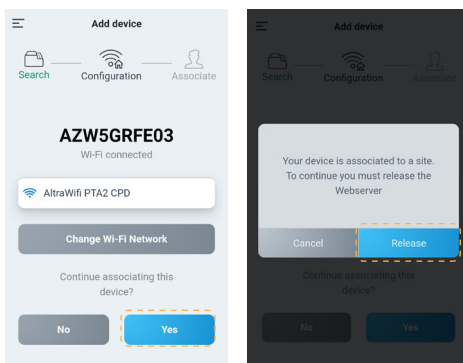 Add device
Search
Configuration
Associate
AZW5GRFE03
Wi-Fi connected
AltraWifi PTA2 CPD
Change Wi-Fi Network
Continue associating this
device?
No
Yes
Add device
Search
Configuration
Associate
Your device is associated to a site.
To continue you must release the
Webserver
Cancel
Release
Continue associating this
device?
No
Yes